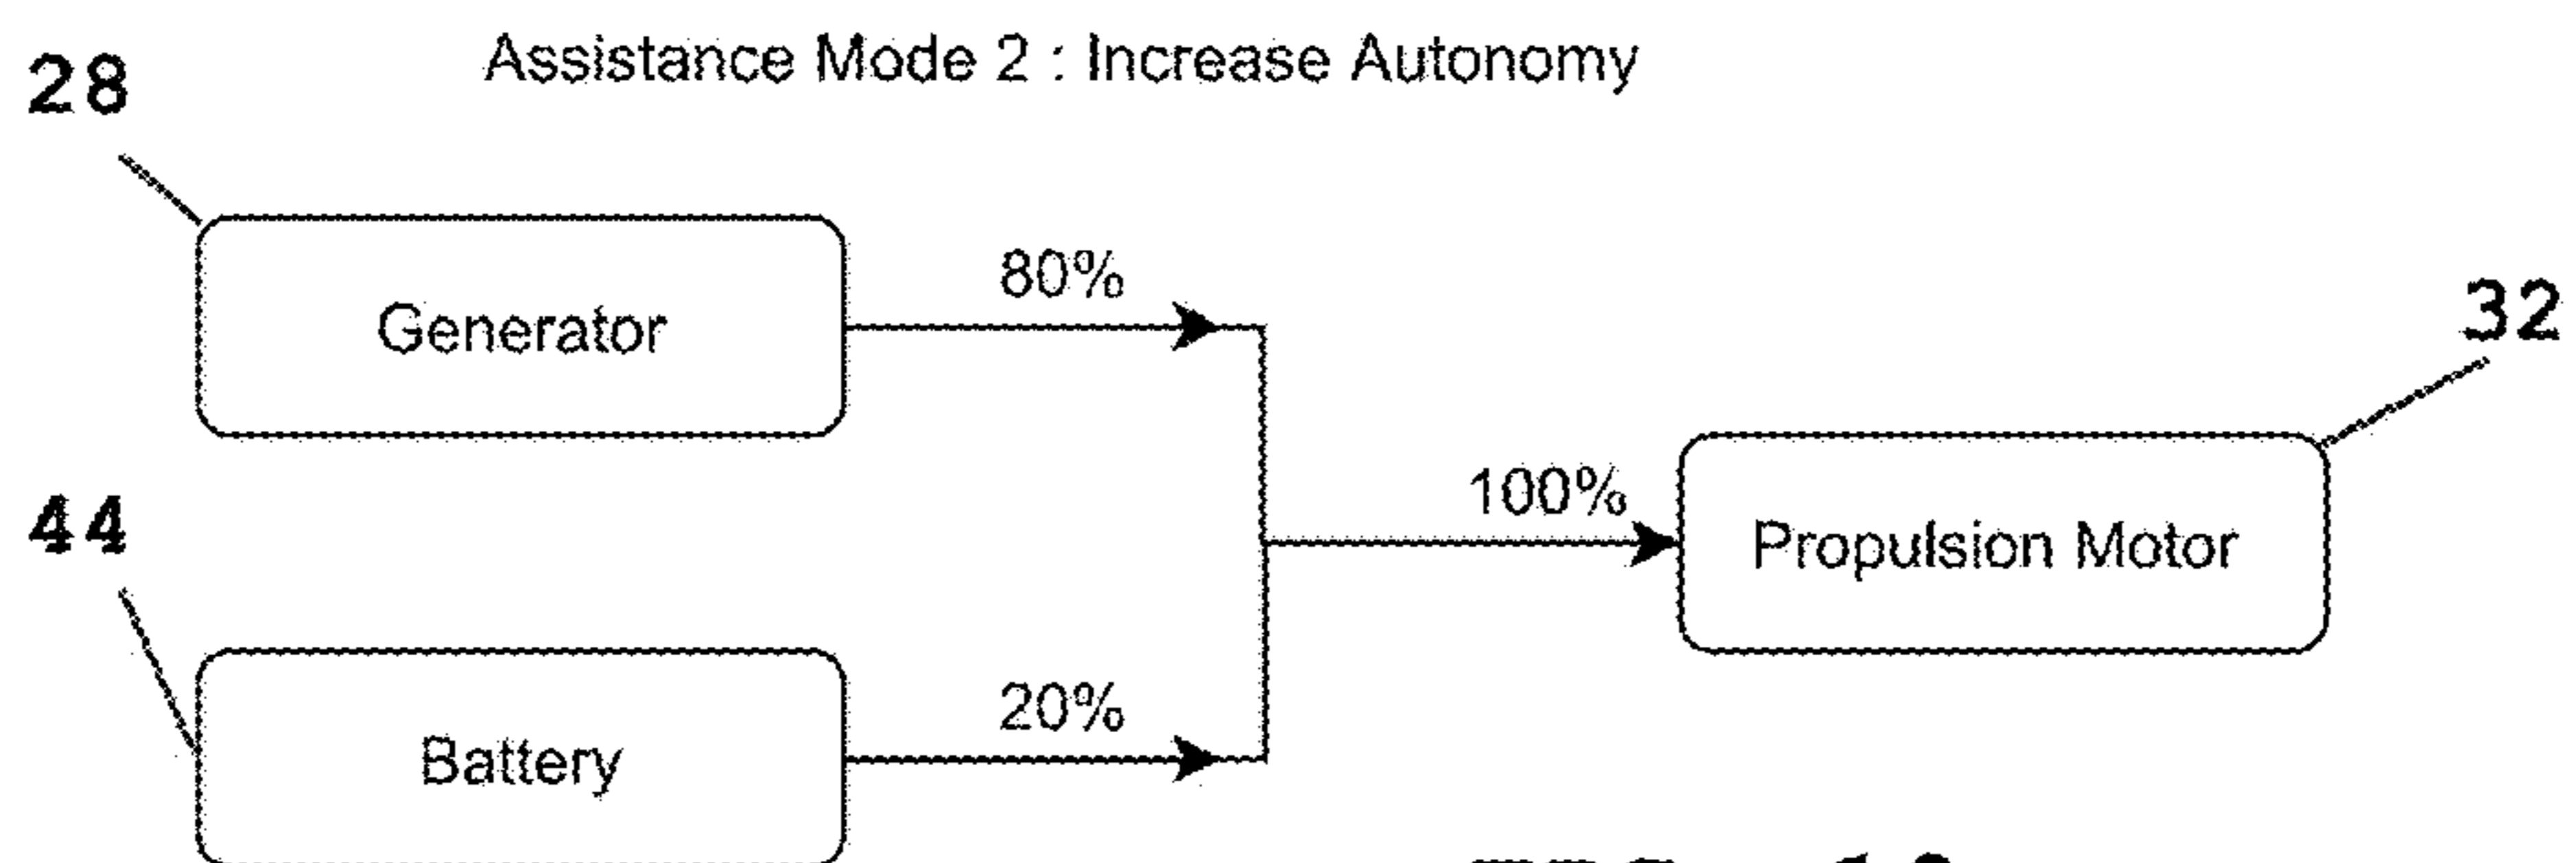 Assistance Mode 2 : Increase Autonomy
28
80%
Generator
32
100%
Propulsion Motor
44
20%
Battery